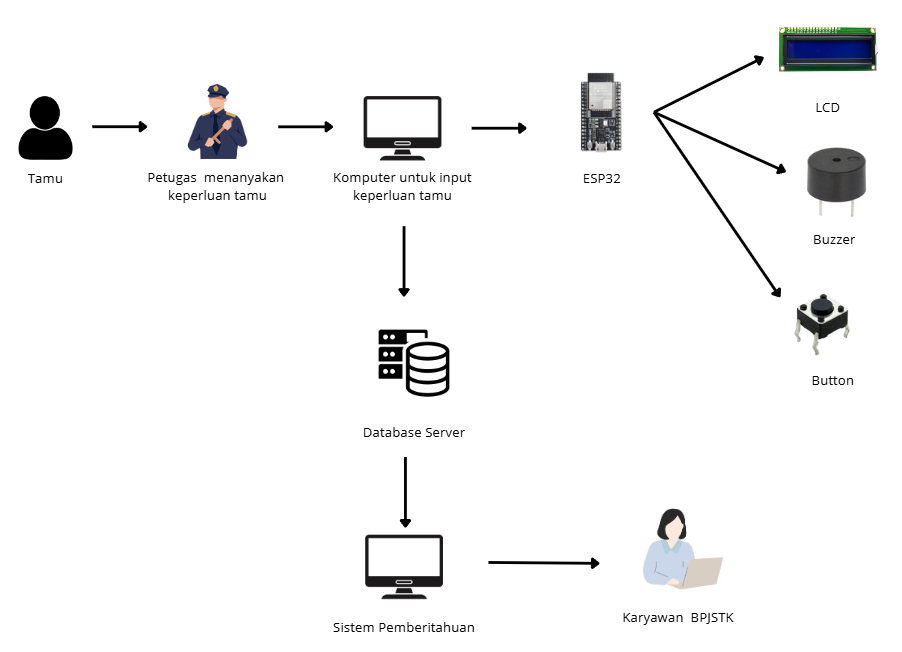 Tamu
Petugas menanyakan
keperluan tamu
Komputer untuk input
keperluan tamu
ESP32
LCD
Buzzer
Button
Database Server
Sistem Pemberitahuan
Karyawan BPJSTK